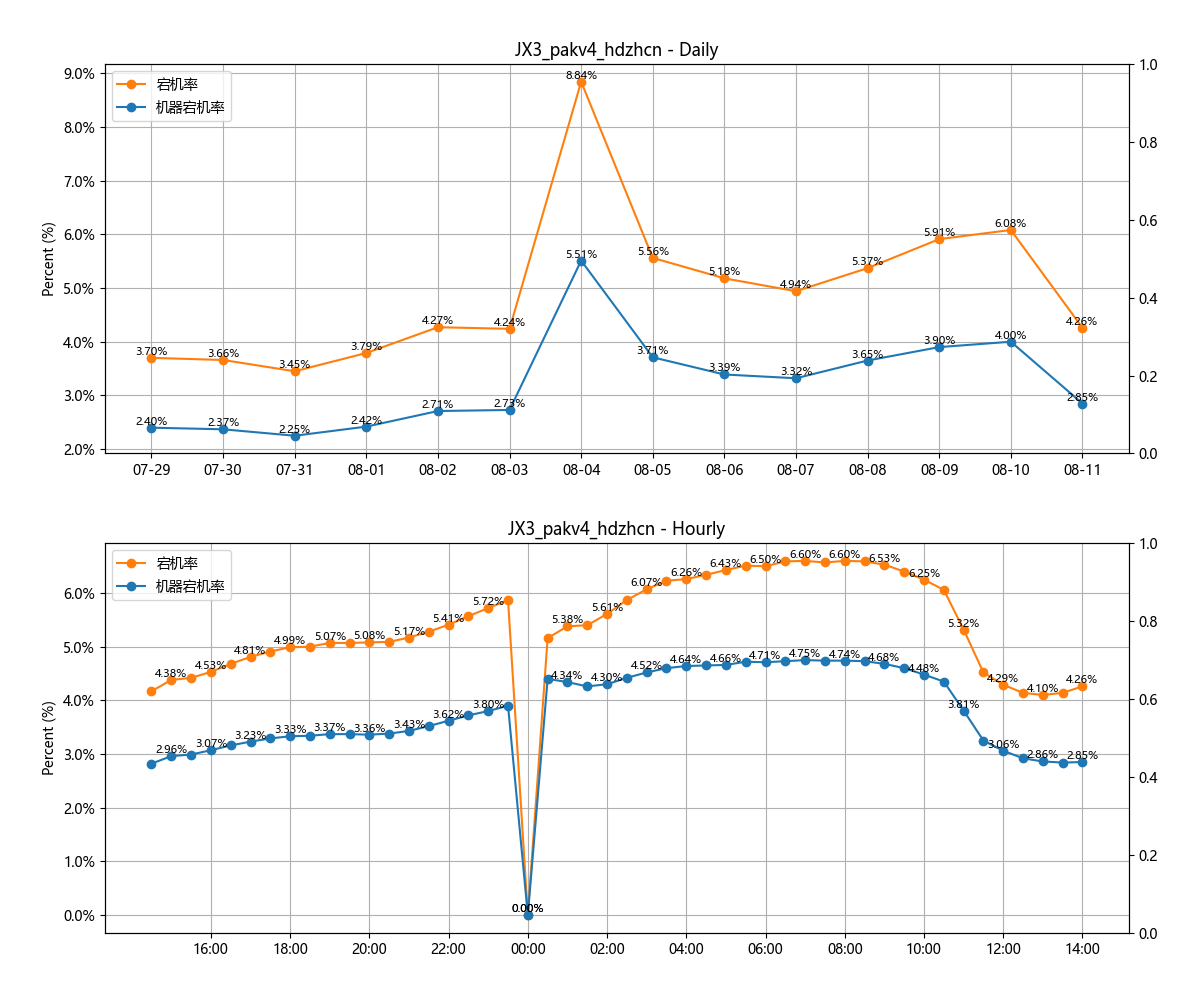 JX3_pakv4_hdzhcn - Daily
宕机率
机器宕机率
Percent (%)
9.0%
8.0%
7.0%
6.0%
5.0%
4.0%
3.0%
2.0%
1.0
0.8
0.6
0.4
0.2
0.0
3.70% 3.66% 3.45% 3.79% 4.27% 4.24% 8.84% 5.56% 5.18% 4.94% 5.37% 5.91% 6.08% 4.26%
2.40% 2.37% 2.25% 2.42% 2.71% 2.73% 5.51% 3.71% 3.39% 3.32% 3.65% 3.90% 4.00% 2.85%
07-29 07-30 07-31 08-01 08-02 08-03 08-04 08-05 08-06 08-07 08-08 08-09 08-10 08-11
JX3_pakv4_hdzhcn - Hourly
宕机率
机器宕机率
Percent (%)
6.0%
5.0%
4.0%
3.0%
2.0%
1.0%
0.0%
1.0
0.8
0.6
0.4
0.2
0.0
4.38% 4.53% 4.81% 4.99% 5.07% 5.08% 5.17% 5.41% 5.72% 0.00% 5.38% 5.61% 6.07% 6.26% 6.43% 6.50% 6.60% 6.60% 6.53% 6.25% 5.32% 4.29% 4.10% 4.26%
2.96% 3.07% 3.23% 3.33% 3.37% 3.36% 3.43% 3.62% 3.80% 0.00% 4.34% 4.30% 4.52% 4.64% 4.66% 4.71% 4.75% 4.74% 4.68% 4.48% 3.81% 3.06% 2.86% 2.85%
16:00 18:00 20:00 22:00 00:00 02:00 04:00 06:00 08:00 10:00 12:00 14:00